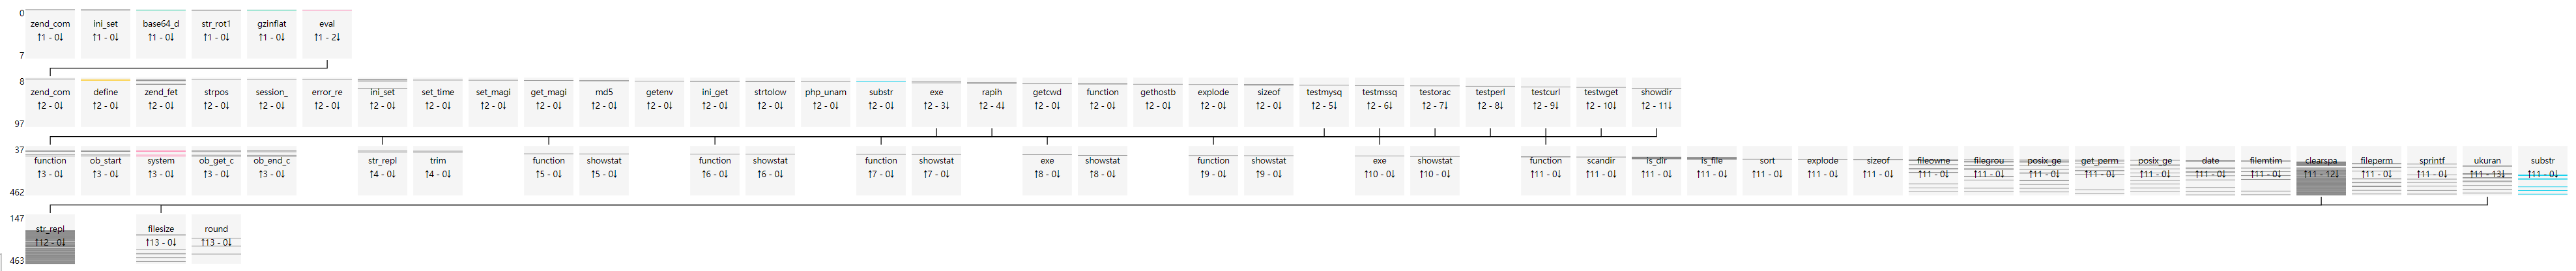 0
zend_com ini_set base64_d str_rot1 gzinflat eval
↑1 - 0↓ ↑1 - 0↓ ↑1 - 0↓ ↑1 - 0↓ ↑1 - 0↓ ↑1 - 2↓
7
8
zend_com define zend_fet strpos session_ error_re ini_set set_time set_magi get_magi md5 getenv ini_get strtolow php_unam substr exe rapih getcwd function gethostb explode sizeof testmysq testmssq testorac testperl testcurl testwget showdir
↑2 - 0↓ ↑2 - 0↓ ↑2 - 0↓ ↑2 - 0↓ ↑2 - 0↓ ↑2 - 0↓ ↑2 - 0↓ ↑2 - 0↓ ↑2 - 0↓ ↑2 - 0↓ ↑2 - 0↓ ↑2 - 0↓ ↑2 - 0↓ ↑2 - 0↓ ↑2 - 0↓ ↑2 - 0↓ ↑2 - 3↓ ↑2 - 4↓ ↑2 - 0↓ ↑2 - 0↓ ↑2 - 0↓ ↑2 - 0↓ ↑2 - 0↓ ↑2 - 5↓ ↑2 - 6↓ ↑2 - 7↓ ↑2 - 8↓ ↑2 - 9↓ ↑2 - 10↓ ↑2 - 11↓
97
37
function ob_start system ob_get_c ob_end_c str_repl trim function showstat function showstat function showstat exe showstat function showstat exe showstat function scandir is_dir is_file sort explode sizeof fileowne filegrou posix_ge get_perm posix_ge date filemtim clearspa fileperm sprintf ukuran substr
↑3 - 0↓ ↑3 - 0↓ ↑3 - 0↓ ↑3 - 0↓ ↑3 - 0↓ ↑4 - 0↓ ↑4 - 0↓ ↑5 - 0↓ ↑5 - 0↓ ↑6 - 0↓ ↑6 - 0↓ ↑7 - 0↓ ↑7 - 0↓ ↑8 - 0↓ ↑8 - 0↓ ↑9 - 0↓ ↑9 - 0↓ ↑10 - 0↓ ↑10 - 0↓ ↑11 - 0↓ ↑11 - 0↓ ↑11 - 0↓ ↑11 - 0↓ ↑11 - 0↓ ↑11 - 0↓ ↑11 - 0↓ ↑11 - 0↓ ↑11 - 0↓ ↑11 - 0↓ ↑11 - 0↓ ↑11 - 0↓ ↑11 - 0↓ ↑11 - 0↓ ↑11 - 12↓ ↑11 - 0↓ ↑11 - 0↓ ↑11 - 13↓ ↑11 - 0↓
462
147
str_repl filesize round
↑12 - 0↓ ↑13 - 0↓ ↑13 - 0↓
463